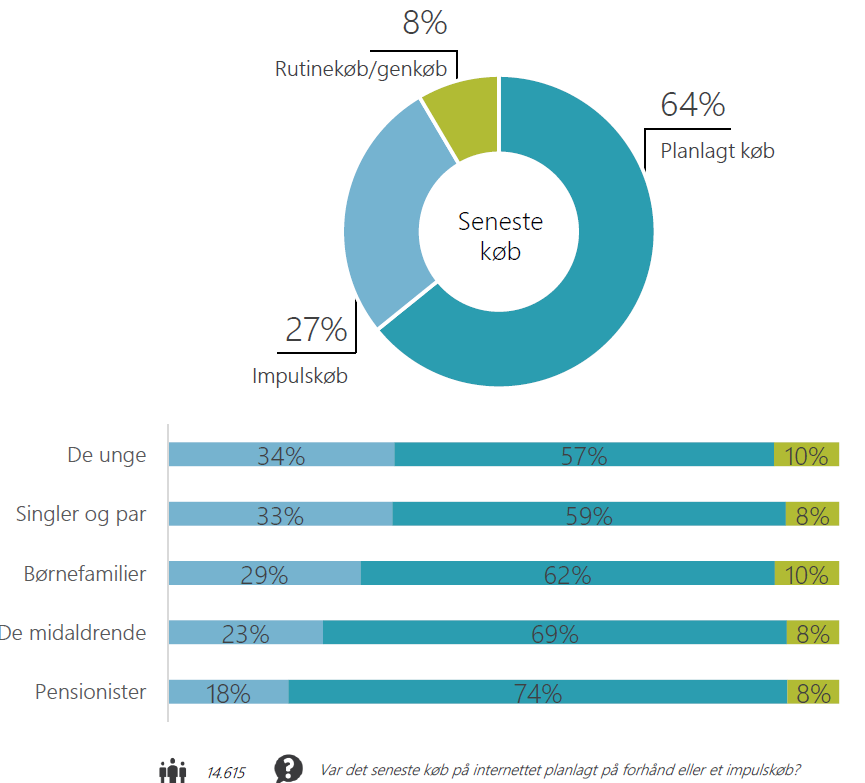 8%
Rutinekøb/genkøb
64%
Planlagt køb
Seneste
køb
27%
Impulskøb
De unge 34% 57% 10%
Singler og par 33% 59% 8%
Børnefamilier 29% 62% 10%
De midaldrende 23% 69% 8%
Pensionister 18% 74% 8%
14.615 ? Var det seneste køb på internettet planlagt på forhånd eller et impulskøb?